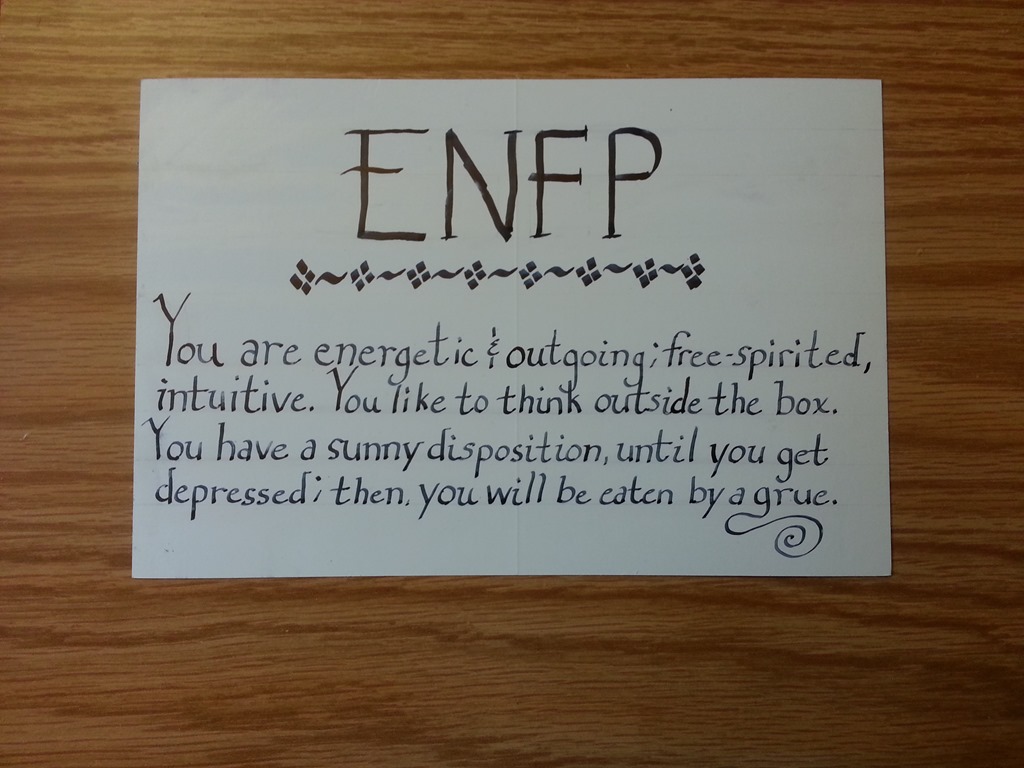 ENFP
You are energetic & outgoing; free-spirited,
intuitive. You like to think outside the box.
You have a sunny disposition, until you get
depressed; then, you will be eaten by a grue.